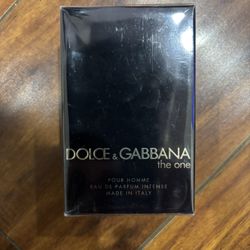 DOLCE & GABBANA
the one
POUR HOMME
EAU DE PARFUM INTENSE
MADE IN ITALY